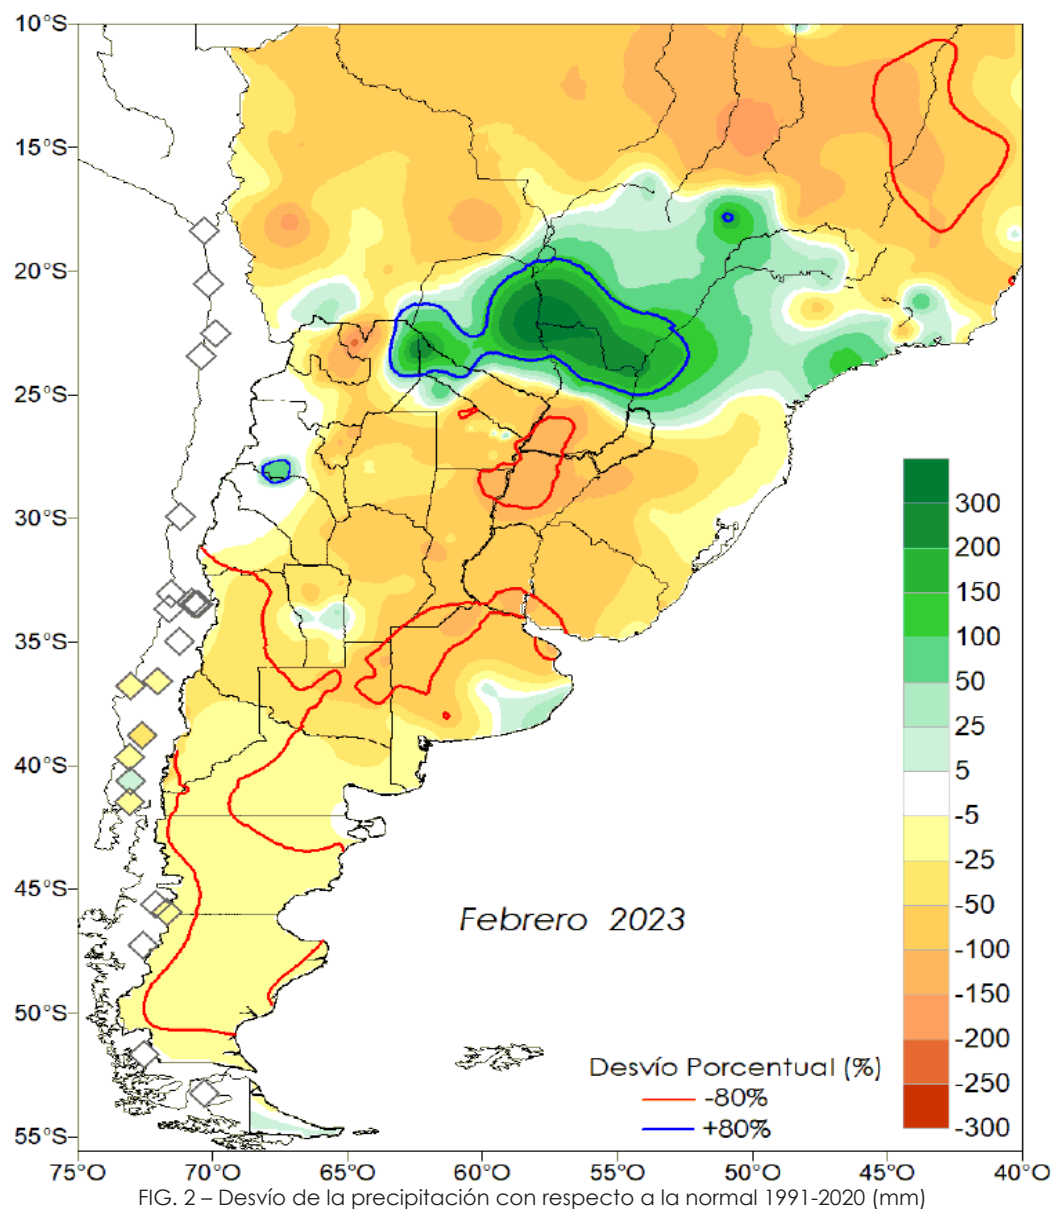 10°S
15°S
20°S
25°S
30°S
35°S
40°S
45°S
50°S
55°S
300
200
150
100
50
25
5
-5
-25
-50
-100
-150
-200
-250
-300
Febrero 2023
Desvío Porcentual (%)
-80%
+80%
75°O 70°O 65°O 60°O 55°O 50°O 45°O 40°O
FIG. 2 – Desvío de la precipitación con respecto a la normal 1991-2020 (mm)